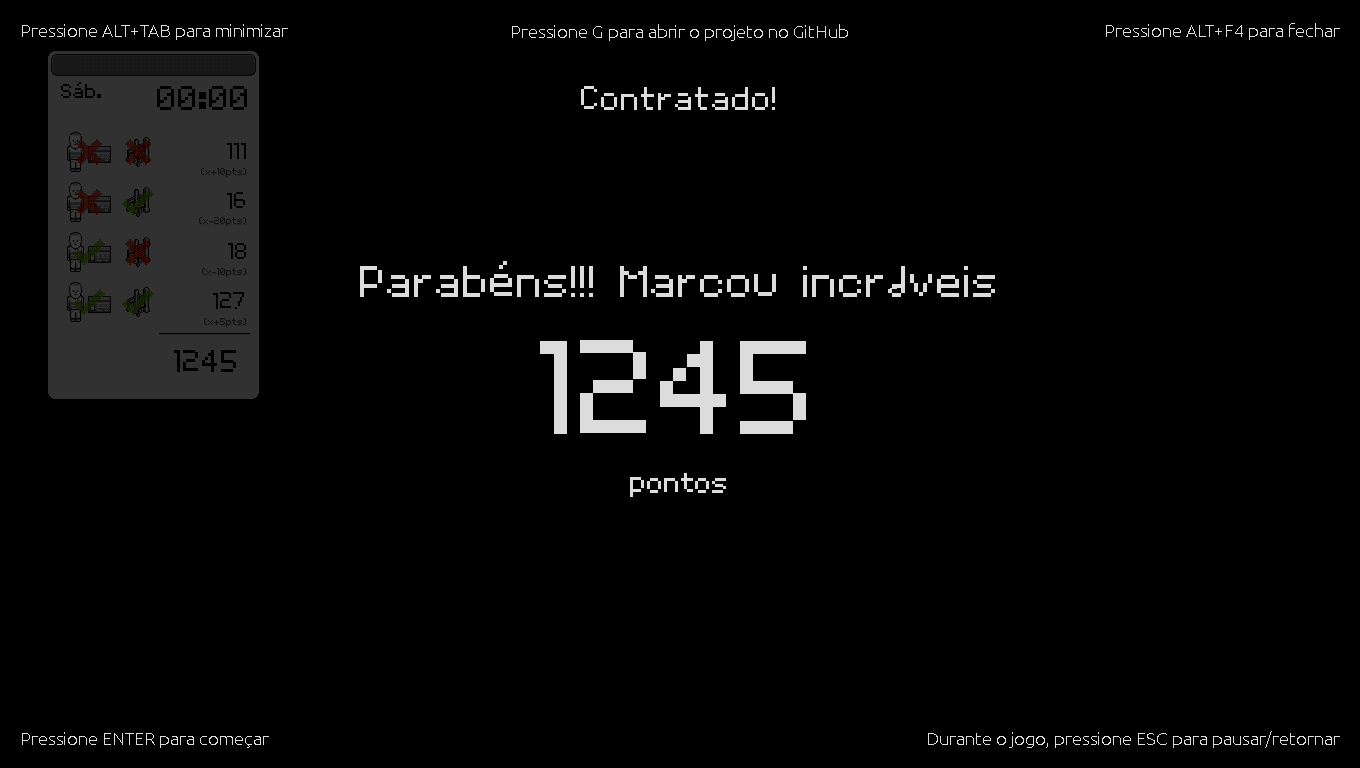 Pressione ALT+TAB para minimizar
Pressione G para abrir o projeto no GitHub
Pressione ALT+F4 para fechar
Sáb.
00:00
Contratado!
111
(x+10pts)
16
(x-20pts)
18
(x-10pts)
127
(x+5pts)
1245
Parabéns!!! Marcou
1245
pontos
Pressione ENTER para começar
Durante o jogo, pressione ESC para pausar/retornar